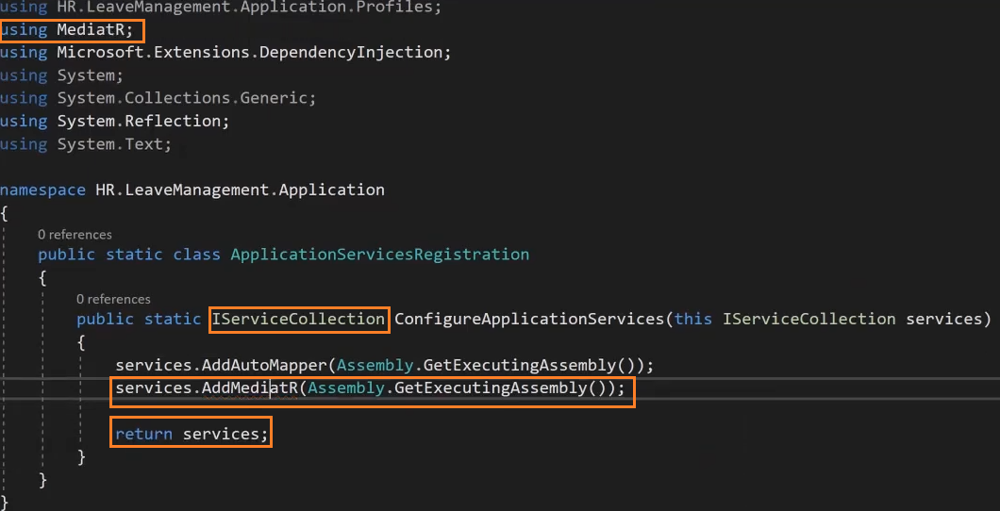 using HR.LeaveManagement.Application.Profiles;
using MediatR;
using Microsoft.Extensions.DependencyInjection;
using System;
using System.Collections.Generic;
using System.Reflection;
using System.Text;
namespace HR.LeaveManagement.Application
{
0 references
public static class ApplicationServicesRegistration
{
0 references
public static IServiceCollection ConfigureApplicationServices(this IServiceCollection services)
{
services.AddAutoMapper(Assembly.GetExecutingAssembly());
services.AddMediatR(Assembly.GetExecutingAssembly());
return services;
}
}
}